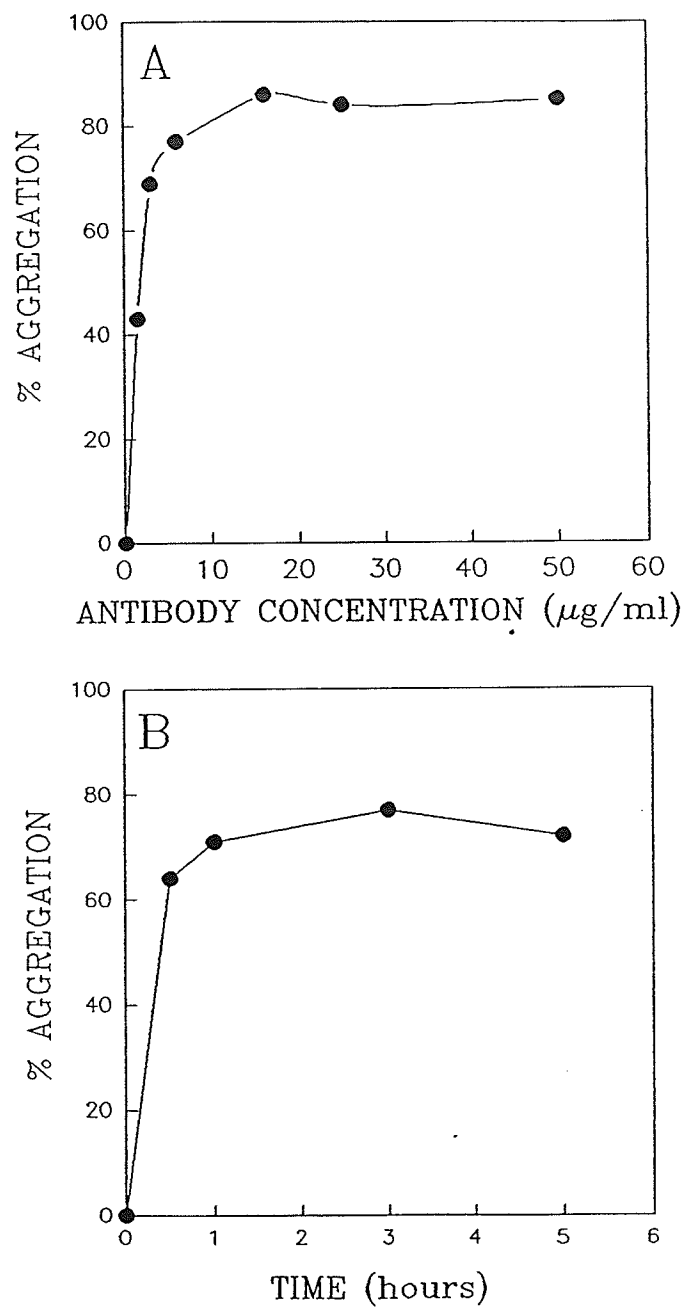 100
A
80
60
40
20
0
% AGGREGATION
0 10 20 30 40 50 60
ANTIBODY CONCENTRATION (μg/ml)
100
B
80
60
40
20
0
% AGGREGATION
0 1 2 3 4 5 6
TIME (hours)